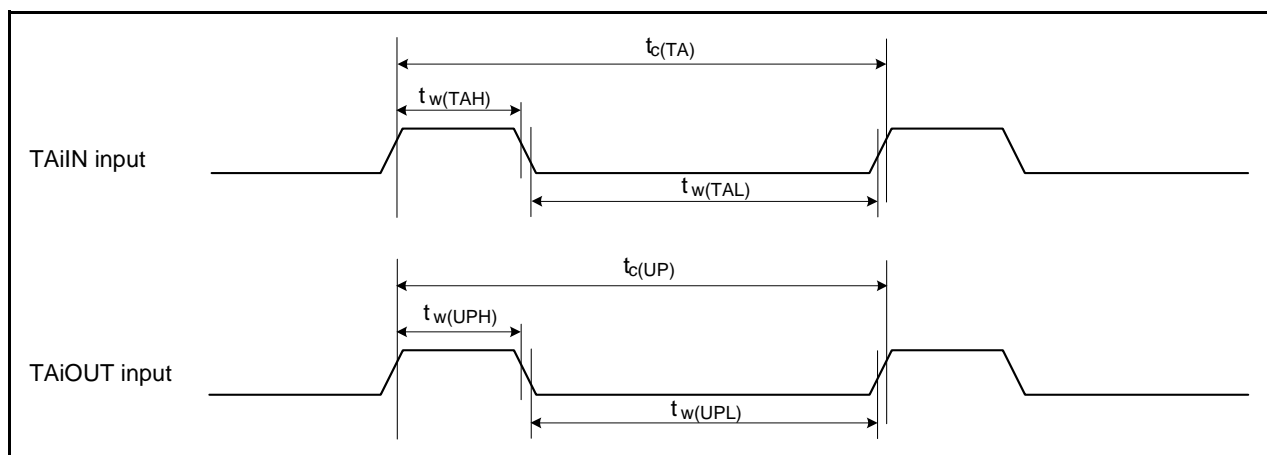 tc(TA)
tw(TAH)
TAiIN input
tw(TAL)
tc(UP)
tw(UPH)
TAiOUT input
tw(UPL)